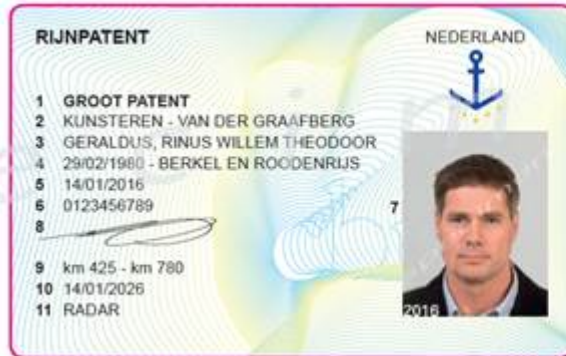 RIJNPATENT
NEDERLAND
1 GROOT PATENT
2 KUNSTEREN - VAN DER GRAAFBERG
3 GERALDUS, RINUS WILLEM THEODOOR
4 29/02/1980 - BERKEL EN ROODENRIJS
5 14/01/2016
6 0123456789
7
8
9 km 425 - km 780
10 14/01/2026
11 RADAR
2016